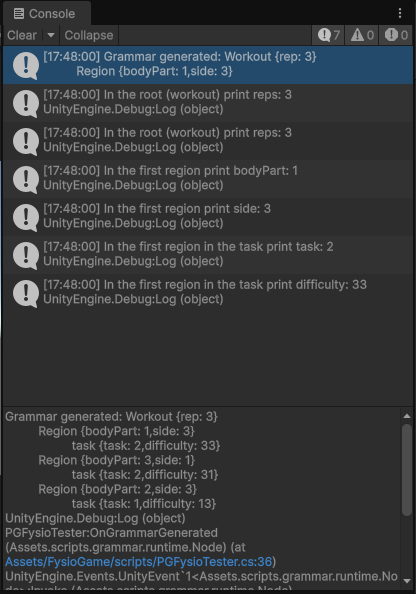 Console
Clear
Collapse
7
0
0
[17:48:00] Grammar generated: Workout {rep: 3}
Region {bodyPart: 1,side: 3}
[17:48:00] In the root (workout) print reps: 3
UnityEngine.Debug:Log (object)
[17:48:00] In the root (workout) print reps: 3
UnityEngine.Debug:Log (object)
[17:48:00] In the first region print bodyPart: 1
UnityEngine.Debug:Log (object)
[17:48:00] In the first region print side: 3
UnityEngine.Debug:Log (object)
[17:48:00] In the first region in the task print task: 2
UnityEngine.Debug:Log (object)
[17:48:00] In the first region in the task print difficulty: 33
UnityEngine.Debug:Log (object)
Grammar generated: Workout {rep: 3}
Region {bodyPart: 1,side: 3}
task {task: 2,difficulty: 33}
Region {bodyPart: 3,side: 1}
task {task: 2,difficulty: 31}
Region {bodyPart: 2,side: 3}
task {task: 1,difficulty: 13}
UnityEngine.Debug:Log (object)
PGFysioTester:OnGrammarGenerated
(Assets.scripts.grammar.runtime.Node) (at
Assets/FysioGame/scripts/PGFysioTester.cs:36)
UnityEngine.Events.UnityEvent`1<Assets.scripts.grammar.runtime.No
de>:Invoke (Assets.scripts.grammar.runtime.Node)